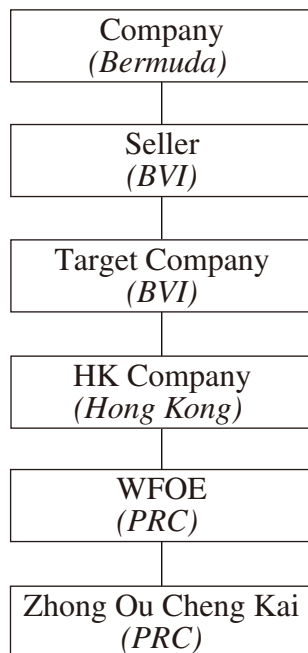 Company
(Bermuda)
Seller
(BVI)
Target Company
(BVI)
HK Company
(Hong Kong)
WFOE
(PRC)
Zhong Ou Cheng Kai
(PRC)